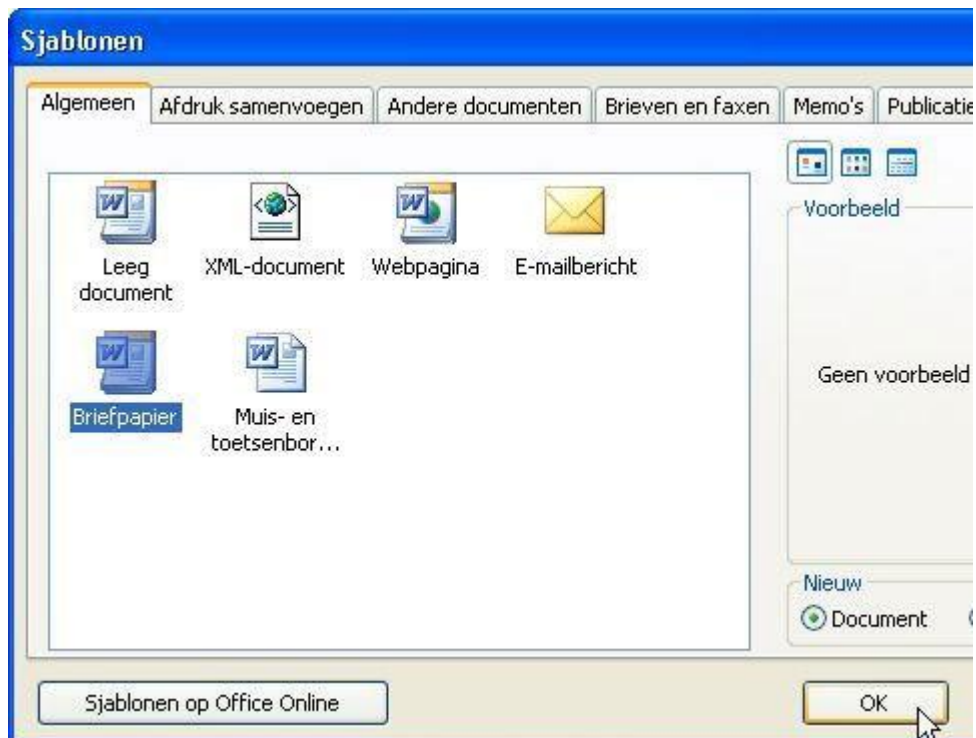 Sjablonen
Algemeen
Afdruk samenvoegen
Andere documenten
Brieven en faxen
Memo's
Publicatie
Leeg
document
XML-document
Webpagina
E-mailbericht
Briefpapier
Muis- en
toetsenbor...
Voorbeeld
Geen voorbeeld
Nieuw
Document
Sjablonen op Office Online
OK